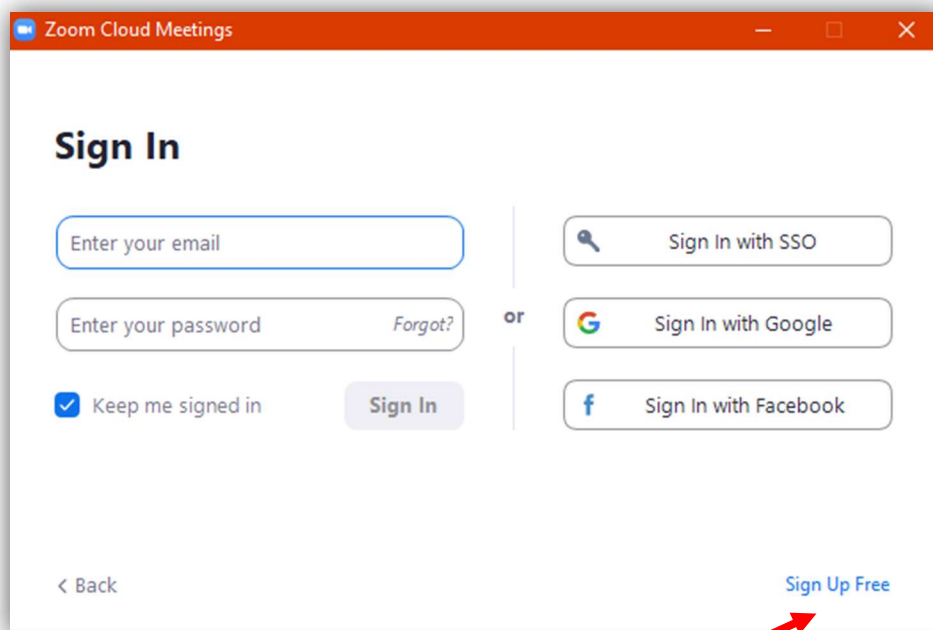 Zoom Cloud Meetings
Sign In
Enter your email
Enter your password
Forgot?
Keep me signed in
Sign In
or
Sign In with SSO
Sign In with Google
Sign In with Facebook
Back
Sign Up Free